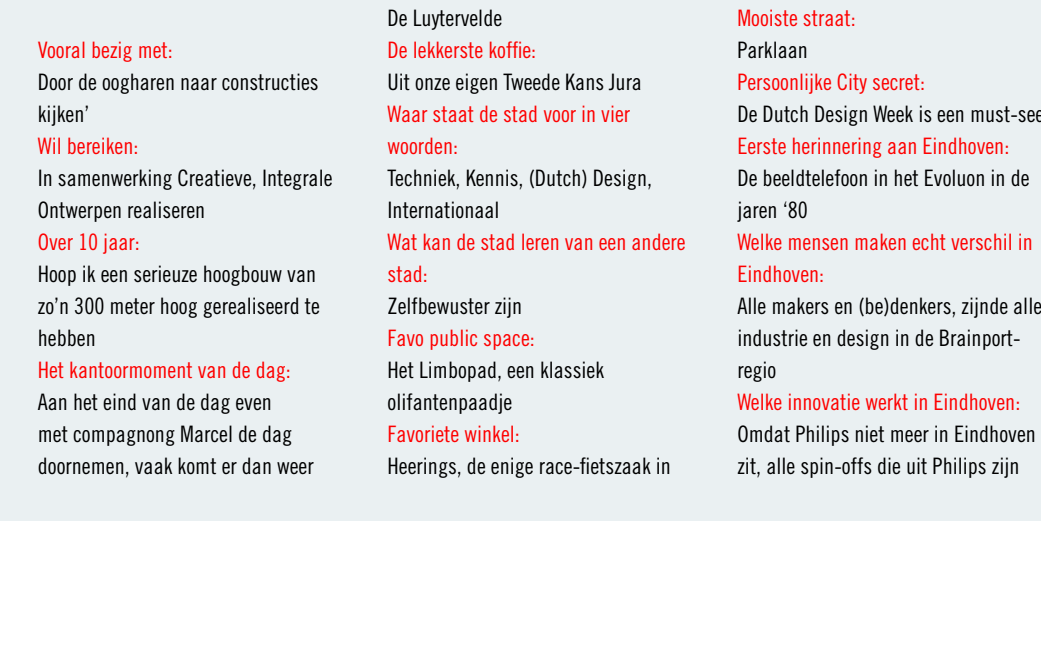 Vooral bezig met:
Door de oogharen naar constructies
kijken’
Wil bereiken:
In samenwerking Creatieve, Integrale
Ontwerpen realiseren
Over 10 jaar:
Hoop ik een serieuze hoogbouw van
zo’n 300 meter hoog gerealiseerd te
hebben
Het kantoormoment van de dag:
Aan het eind van de dag even
met compagnong Marcel de dag
doornemen, vaak komt er dan weer
De Luytervelde
De lekkerste koffie:
Uit onze eigen Tweede Kans Jura
Waar staat de stad voor in vier
woorden:
Techniek, Kennis, (Dutch) Design,
Internationaal
Wat kan de stad leren van een andere
stad:
Zelfbewuster zijn
Favo public space:
Het Limbopad, een klassiek
olifantenpaadje
Favoriete winkel:
Heerings, de enige race-fietszaak in
Mooiste straat:
Parklaan
Persoonlijke City secret:
De Dutch Design Week is een must-see
Eerste herinnering aan Eindhoven:
De beeldtelefoon in het Evoluon in de
jaren ‘80
Welke mensen maken echt verschil in
Eindhoven:
Alle makers en (be)denkers, zijnde alle
industrie en design in de Brainport-
regio
Welke innovatie werkt in Eindhoven:
Omdat Philips niet meer in Eindhoven
zit, alle spin-offs die uit Philips zijn